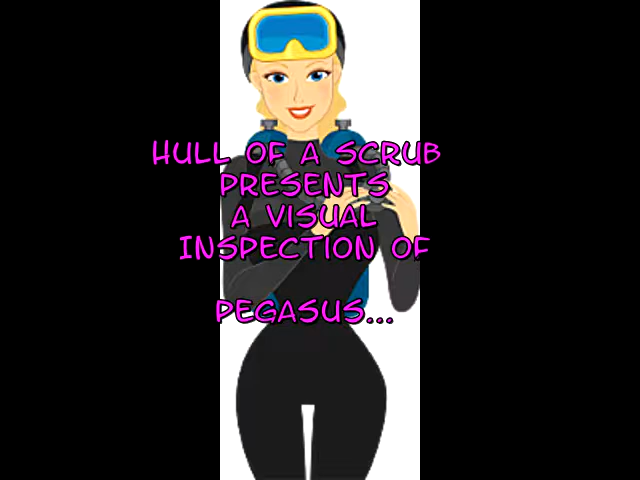 HULL OF A SCRUB
PRESENTS
A VISUAL
INSPECTION OF
PEGASUS...